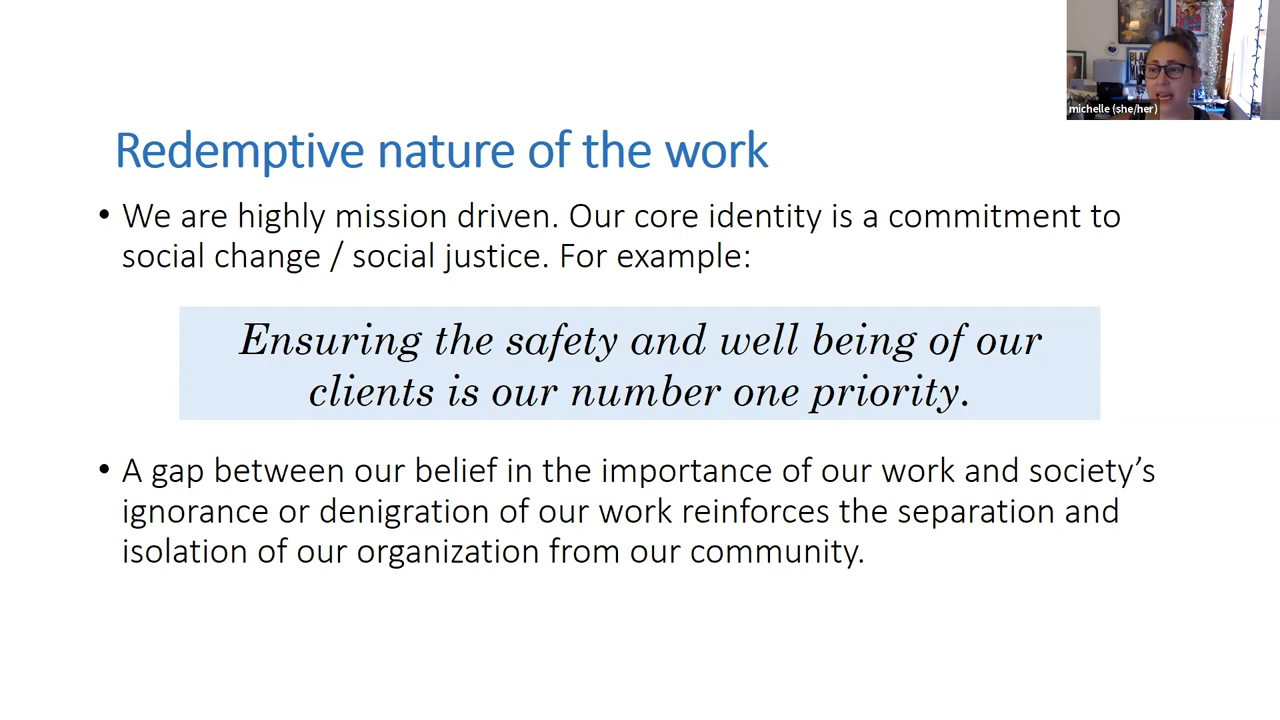 michelle (she/her)
Redemptive nature of the work
• We are highly mission driven. Our core identity is a commitment to
social change / social justice. For example:
Ensuring the safety and well being of our
clients is our number one priority.
• A gap between our belief in the importance of our work and society’s
ignorance or denigration of our work reinforces the separation and
isolation of our organization from our community.